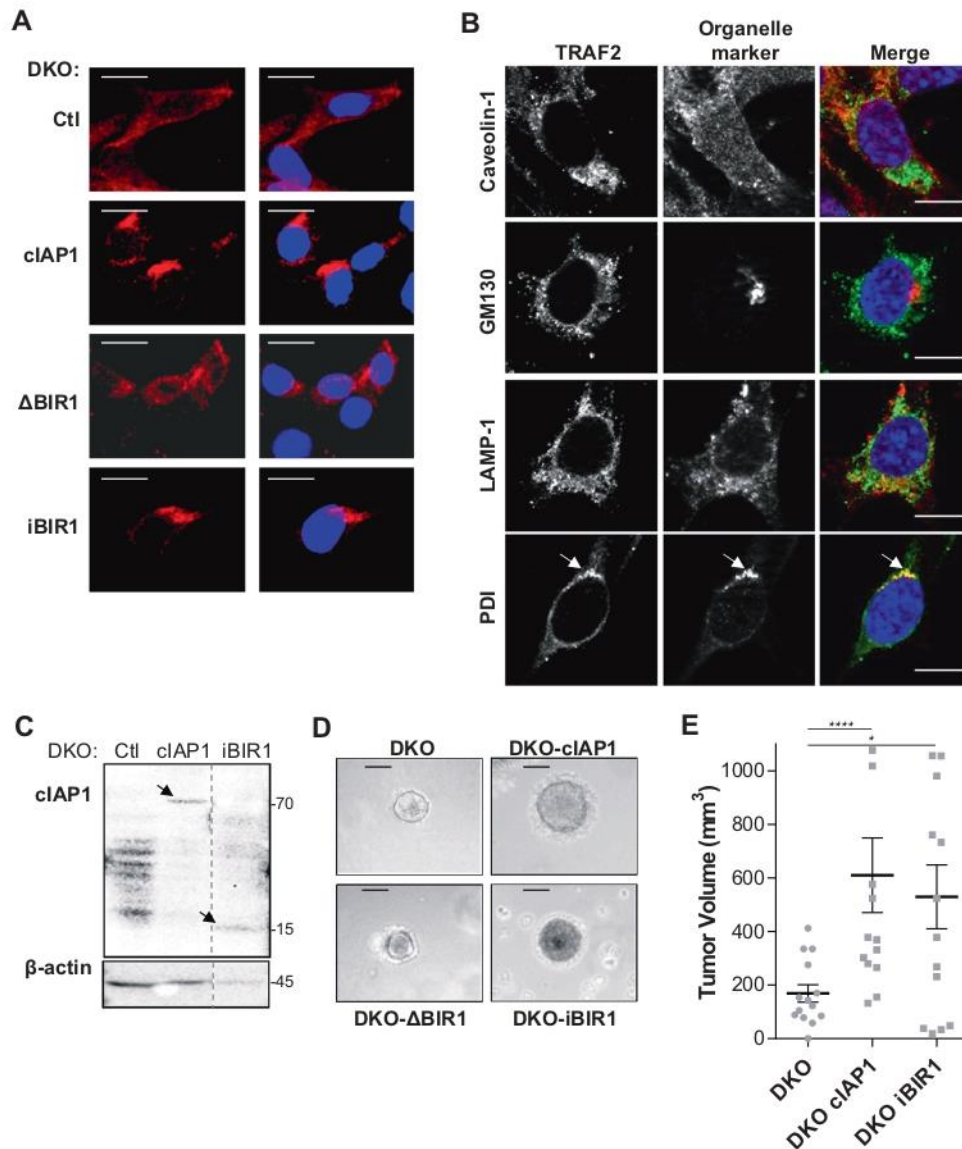 A
DKO:
Ctl
cIAP1
ΔBIR1
iBIR1
B
TRAF2
Organelle
marker
Merge
Caveolin-1
GM130
LAMP-1
PDI
C
DKO: Ctl cIAP1 iBIR1
cIAP1
-70
-15
β-actin
-45
D
DKO
DKO-cIAP1
DKO-ΔBIR1
DKO-iBIR1
E
****
*
Tumor Volume (mm³)
1000
800
600
400
200
0
DKO
DKO cIAP1
DKO iBIR1